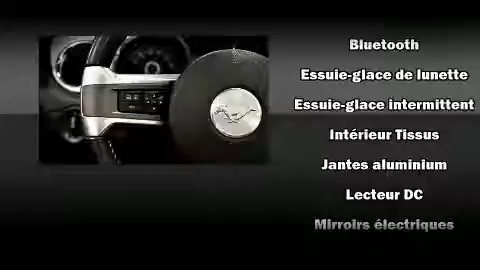 Bluetooth
Essuie-glace de lunette
Essuie-glace intermittent
Intérieur Tissus
Jantes aluminium
Lecteur DC
Mirroirs électriques